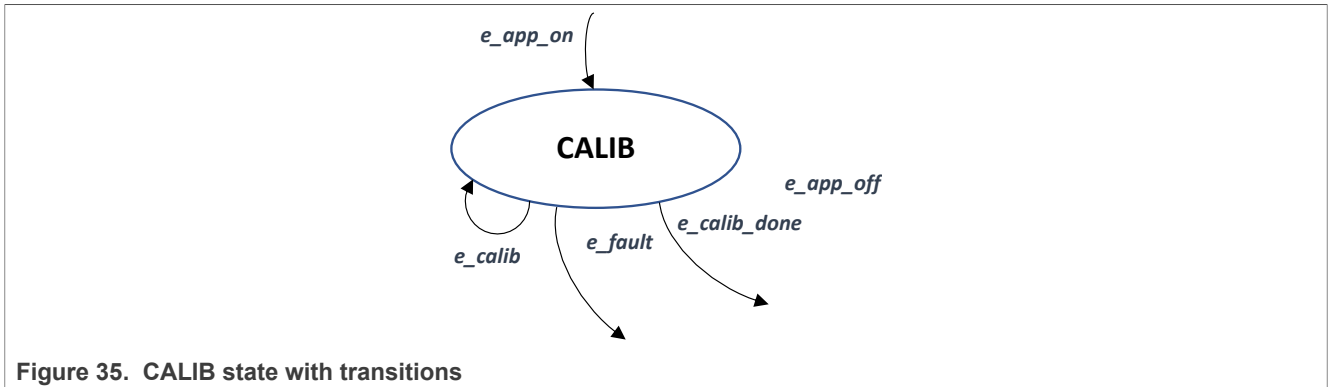 e_app_on
CALIB
e_app_off
e_calib_done
e_fault
e_calib
Figure 35. CALIB state with transitions